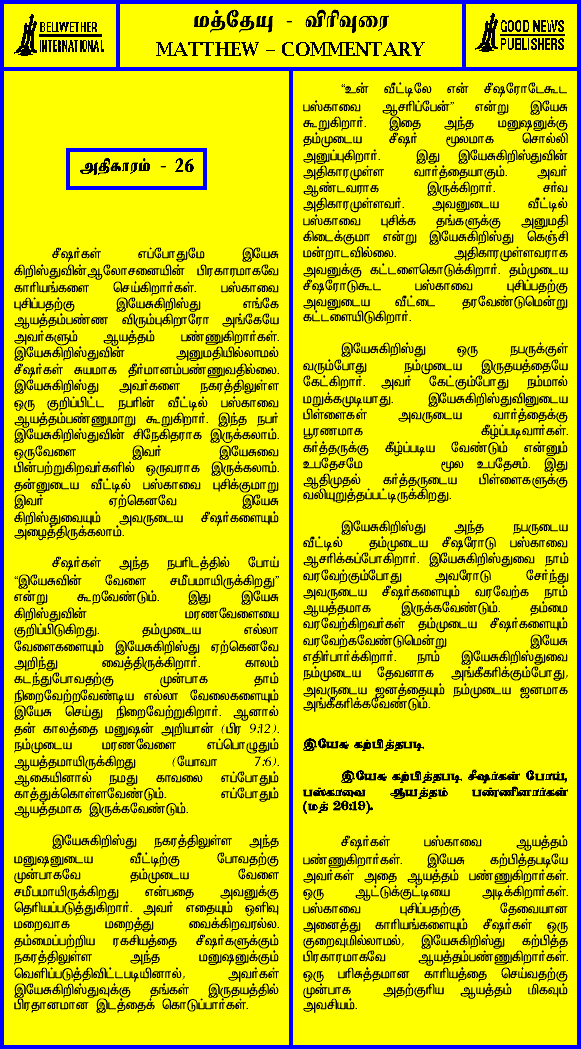 BELIWETHER
INTERNATIONAL
மத்தேயு - விரிவுரை
MATTHEW – COMMENTARY
GOOD NEWS
PUBLISHERS
அதிகாரம் - 26
சீஷர்கள் எப்போதுமே இயேசு
கிறிஸ்துவின்ஆலோசனையின் பிரகாரமாகவே
காரியங்களை செய்கிறார்கள். பஸ்காவை
புசிப்பதற்கு இயேசுகிறிஸ்து எங்கே
ஆயத்தம்பண்ண விரும்புகிறாரோ அங்கேயே
அவர்களும் ஆயத்தம் பண்ணுகிறார்கள்.
இயேசுகிறிஸ்துவின் அனுமதியில்லாமல்
சீஷர்கள் சுயமாக தீர்மானம்பண்ணுவதில்லை.
இயேசுகிறிஸ்து அவர்களை நகரத்திலுள்ள
ஒரு குறிப்பிட்ட நபரின் வீட்டில் பஸ்காவை
ஆயத்தம்பண்ணுமாறு கூறுகிறார். இந்த நபர்
இயேசுகிறிஸ்துவின் சிநேகிதராக இருக்கலாம்.
ஒருவேளை இவர் இயேசுவை
பின்பற்றுகிறவர்களில் ஒருவராக இருக்கலாம்.
தன்னுடைய வீட்டில் பஸ்காவை புசிக்குமாறு
இவர் ஏற்கெனவே இயேசு
கிறிஸ்துவையும் அவருடைய சீஷர்களையும்
அழைத்திருக்கலாம்.
சீஷர்கள் அந்த நபரிடத்தில் போய்
“இயேசுவின் வேளை சமீபமாயிருக்கிறது”
என்று கூறவேண்டும். இது இயேசு
கிறிஸ்துவின் மரணவேளையை
குறிப்பிடுகிறது. தம்முடைய எல்லா
வேளைகளையும் இயேசுகிறிஸ்து ஏற்கெனவே
அறிந்து வைத்திருக்கிறார். காலம்
கடந்துபோவதற்கு முன்பாக தாம்
நிறைவேற்றவேண்டிய எல்லா வேலைகளையும்
இயேசு செய்து நிறைவேற்றுகிறார். ஆனால்
தன் காலத்தை மனுஷன் அறியான் (பிர 9:12).
நம்முடைய மரணவேளை எப்பொழுதும்
ஆயத்தமாயிருக்கிறது (யோவா 7:6).
ஆகையினால் நமது காவலை எப்போதும்
காத்துக்கொள்ளவேண்டும். எப்போதும்
ஆயத்தமாக இருக்கவேண்டும்.
இயேசுகிறிஸ்து நகரத்திலுள்ள அந்த
மனுஷனுடைய வீட்டிற்கு போவதற்கு
முன்பாகவே தம்முடைய வேளை
சமீபமாயிருக்கிறது என்பதை அவனுக்கு
தெரியப்படுத்துகிறார். அவர் எதையும் ஒளிவு
மறைவாக மறைத்து வைக்கிறவரல்ல.
தம்மைப்பற்றிய ரகசியத்தை சீஷர்களுக்கும்
நகரத்திலுள்ள அந்த மனுஷனுக்கும்
வெளிப்படுத்திவிட்டபடியினால், அவர்கள்
இயேசுகிறிஸ்துவுக்கு தங்கள் இருதயத்தில்
பிரதானமான இடத்தைக் கொடுப்பார்கள்.
“உன் வீட்டிலே என் சீஷரோடேகூட
பஸ்காவை ஆசரிப்பேன்” என்று இயேசு
கூறுகிறார். இதை அந்த மனுஷனுக்கு
தம்முடைய சீஷர் மூலமாக சொல்லி
அனுப்புகிறார். இது இயேசுகிறிஸ்துவின்
அதிகாரமுள்ள வார்த்தையாகும். அவர்
ஆண்டவராக இருக்கிறார். சர்வ
அதிகாரமுள்ளவர். அவனுடைய வீட்டில்
பஸ்காவை புசிக்க தங்களுக்கு அனுமதி
கிடைக்குமா என்று இயேசுகிறிஸ்து கெஞ்சி
மன்றாடவில்லை. அதிகாரமுள்ளவராக
அவனுக்கு கட்டளைகொடுக்கிறார். தம்முடைய
சீஷரோடுகூட பஸ்காவை புசிப்பதற்கு
அவனுடைய வீட்டை தரவேண்டுமென்று
கட்டளையிடுகிறார்.
இயேசுகிறிஸ்து ஒரு நபருக்குள்
வரும்போது நம்முடைய இருதயத்தையே
கேட்கிறார். அவர் கேட்கும்போது நம்மால்
மறுக்கமுடியாது. இயேசுகிறிஸ்துவினுடைய
பிள்ளைகள் அவருடைய வார்த்தைக்கு
பூரணமாக கீழ்ப்படிவார்கள்.
கர்த்தருக்கு கீழ்ப்படிய வேண்டும் என்னும்
உபதேசமே மூல உபதேசம். இது
ஆதிமுதல் கர்த்தருடைய பிள்ளைகளுக்கு
வலியுறுத்தப்பட்டிருக்கிறது.
இயேசுகிறிஸ்து அந்த நபருடைய
வீட்டில் தம்முடைய சீஷரோடு பஸ்காவை
ஆசரிக்கப்போகிறார். இயேசுகிறிஸ்துவை நாம்
வரவேற்கும்போது அவரோடு சேர்ந்து
அவருடைய சீஷர்களையும் வரவேற்க நாம்
ஆயத்தமாக இருக்கவேண்டும். தம்மை
வரவேற்கிறவர்கள் தம்முடைய சீஷர்களையும்
வரவேற்கவேண்டுமென்று இயேசு
எதிர்பார்க்கிறார். நாம் இயேசுகிறிஸ்துவை
நம்முடைய தேவனாக அங்கீகரிக்கும்போது,
அவருடைய ஜனத்தையும் நம்முடைய ஜனமாக
அங்கீகரிக்கவேண்டும்.
இயேசு கற்பித்தபடி
இயேசு கற்பித்தபடி சீஷர்கள் போய்,
பஸ்காவை ஆயத்தம் பண்ணினார்கள்
(மத் 26:19).
சீஷர்கள் பஸ்காவை ஆயத்தம்
பண்ணுகிறார்கள். இயேசு கற்பித்தபடியே
அவர்கள் அதை ஆயத்தம் பண்ணுகிறார்கள்.
ஒரு ஆட்டுக்குட்டியை அடிக்கிறார்கள்.
பஸ்காவை புசிப்பதற்கு தேவையான
அனைத்து காரியங்களையும் சீஷர்கள் ஒரு
குறைவுமில்லாமல், இயேசுகிறிஸ்து கற்பித்த
பிரகாரமாகவே ஆயத்தம்பண்ணுகிறார்கள்.
ஒரு பரிசுத்தமான காரியத்தை செய்வதற்கு
முன்பாக அதற்குரிய ஆயத்தம் மிகவும்
அவசியம்.